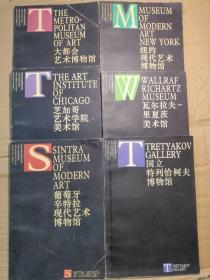 T
THE
METRO-
POLITAN
MUSEUM
OF ART
大都会
艺术博物馆
M
MUSEUM
OF
MODERN
ART
NEW YORK
纽约
现代艺术
博物馆
T
THE ART
INSTITUTE
OF
CHICAGO
芝加哥
艺术学院
美术馆
W
WALLRAF
RICHARTZ
MUSEUM
瓦尔拉夫-
里夏茨
美术馆
S
SINTRA
MUSEUM
OF
MODERN
ART
葡萄牙
辛特拉
现代艺术
博物馆
T
TRETYAKOV
GALLERY
国立
特列恰柯夫
博物馆